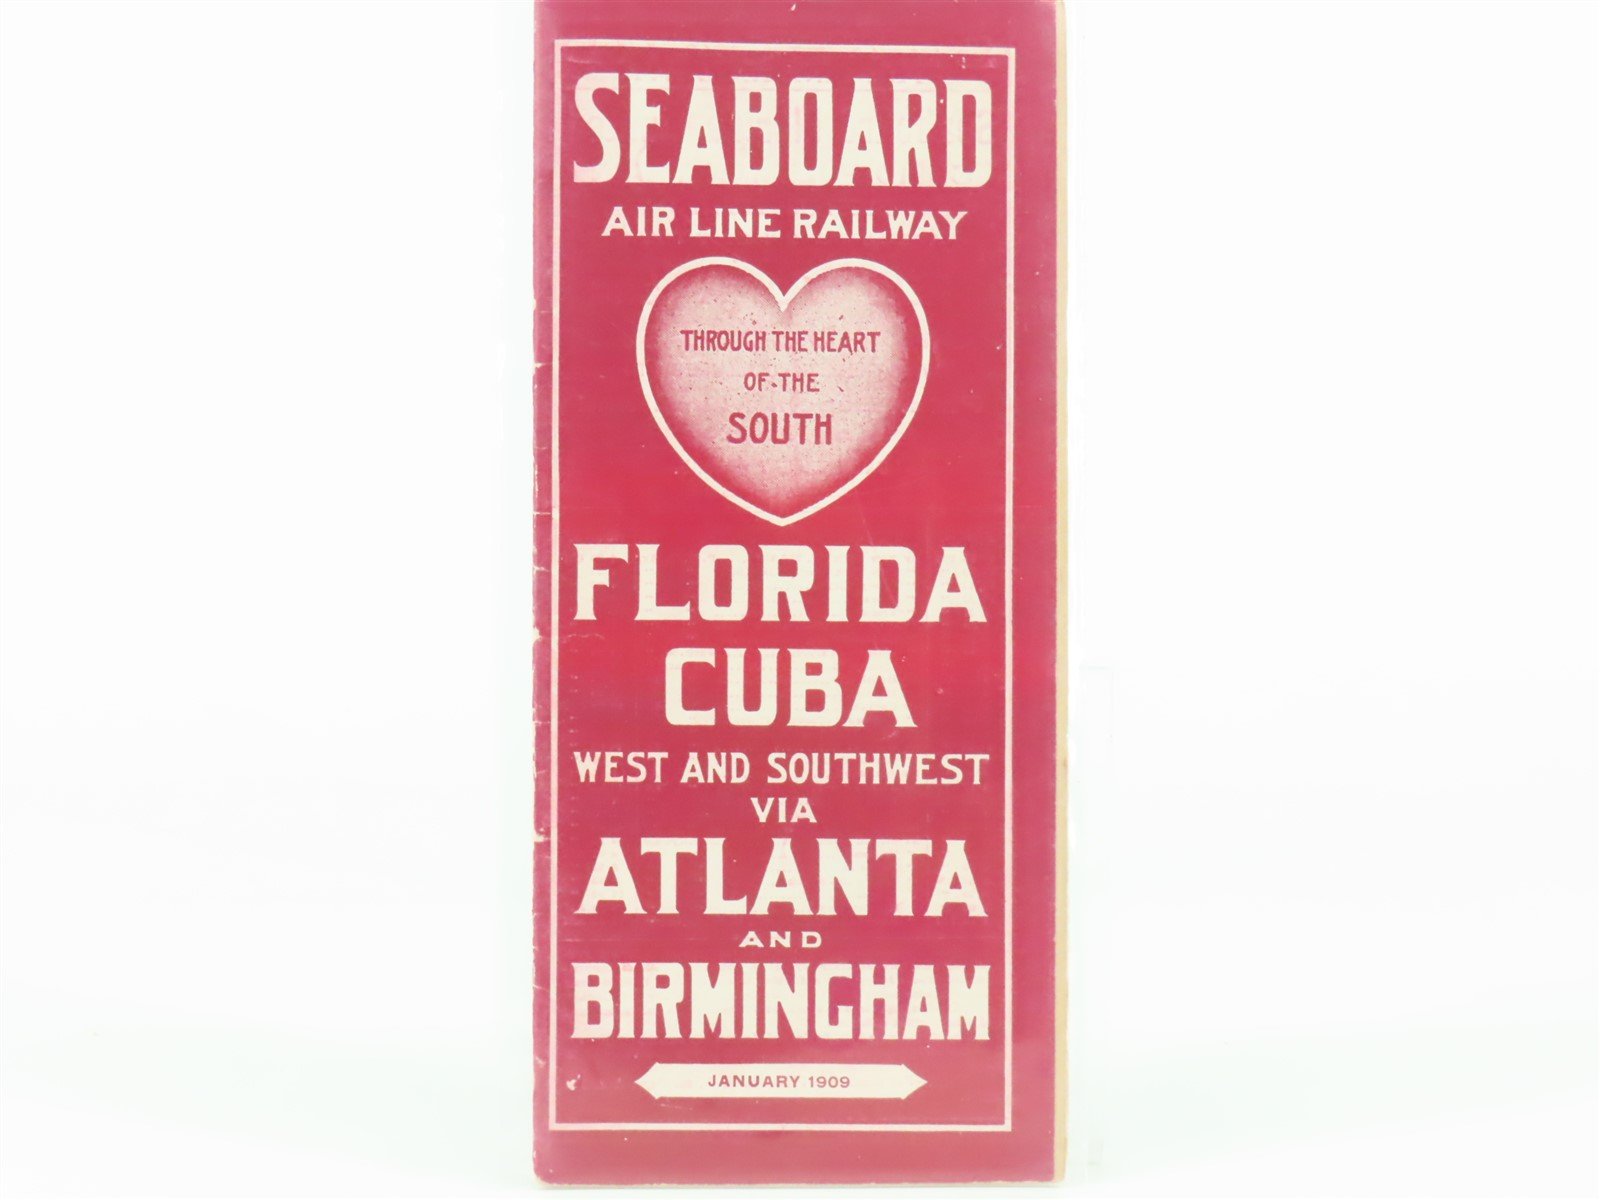 SEABOARD
AIR LINE RAILWAY
THROUGH THE HEART
OF THE
SOUTH
FLORIDA
CUBA
WEST AND SOUTHWEST
VIA
ATLANTA
AND
BIRMINGHAM
JANUARY 1909